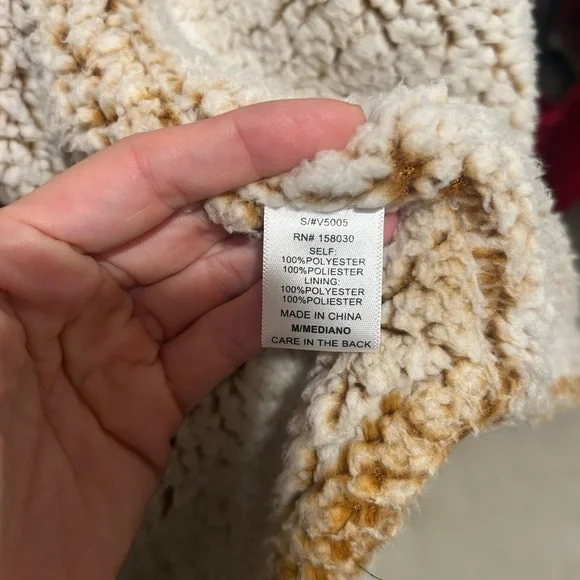 S/#V5005
RN# 158030
SELF:
100%POLYESTER
100%POLIESTER
LINING:
100%POLYESTER
100%POLIESTER
MADE IN CHINA
M/MEDIANO
CARE IN THE BACK